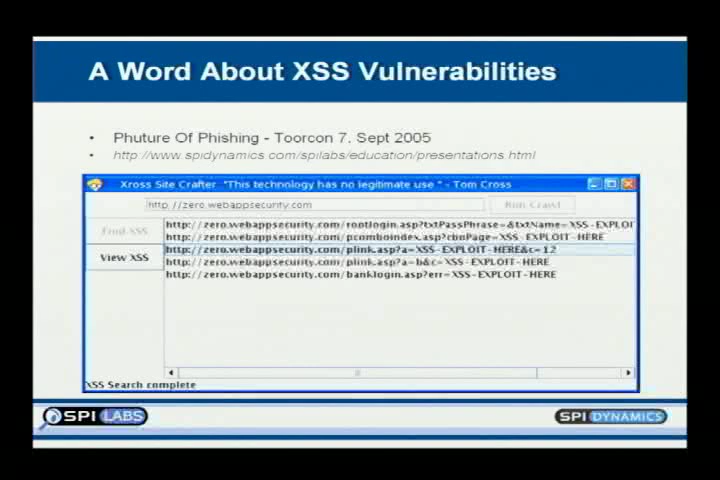 A Word About XSS Vulnerabilities
• Phuture Of Phishing - Toorcon 7, Sept 2005
• http://www.spidynamics.com/spilabs/education/presentations.html
Xross Site Crafter "This technology has no legitimate use" - Tom Cross
http://zero.webappsecurity.com Run Crawl
Find XSS
View XSS
http://zero.webappsecurity.com/rootlogin.asp?txtPassPhrase=&txtName=XSS-EXPLOI
http://zero.webappsecurity.com/pcomboindex.asp?cboPage=XSS-EXPLOIT-HERE
http://zero.webappsecurity.com/plink.asp?a=XSS-EXPLOIT-HERE&c=12
http://zero.webappsecurity.com/plink.asp?a=b&c=XSS-EXPLOIT-HERE
http://zero.webappsecurity.com/banklogin.asp?err=XSS-EXPLOIT-HERE
XSS Search complete
SPI LABS
SPI DYNAMICS